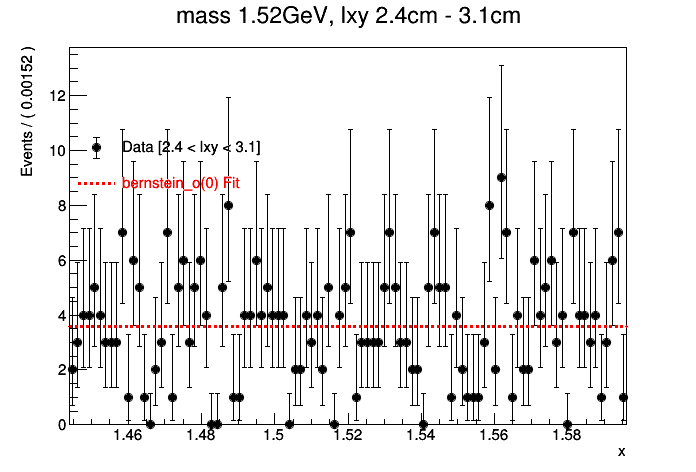 mass 1.52GeV, lxy 2.4cm - 3.1cm
Events / ( 0.00152 )
12
10
8
6
4
2
0
Data [2.4 < lxy < 3.1]
bernstein_o(0) Fit
1.46 1.48 1.5 1.52 1.54 1.56 1.58
x